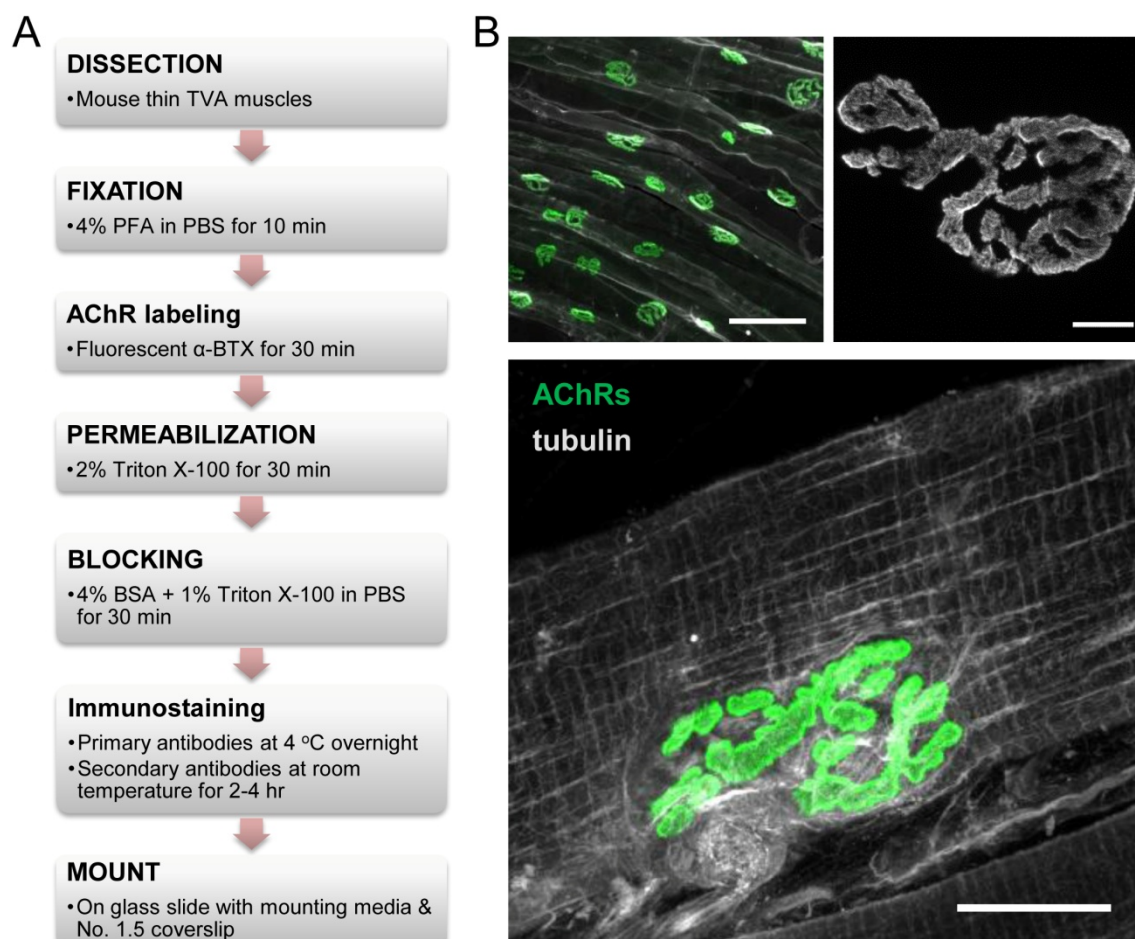 A
DISSECTION
•Mouse thin TVA muscles
FIXATION
•4% PFA in PBS for 10 min
AChR labeling
•Fluorescent α-BTX for 30 min
PERMEABILIZATION
•2% Triton X-100 for 30 min
BLOCKING
•4% BSA + 1% Triton X-100 in PBS
for 30 min
Immunostaining
•Primary antibodies at 4 °C overnight
•Secondary antibodies at room
temperature for 2-4 hr
MOUNT
•On glass slide with mounting media &
No. 1.5 coverslip
B
AChRs
tubulin